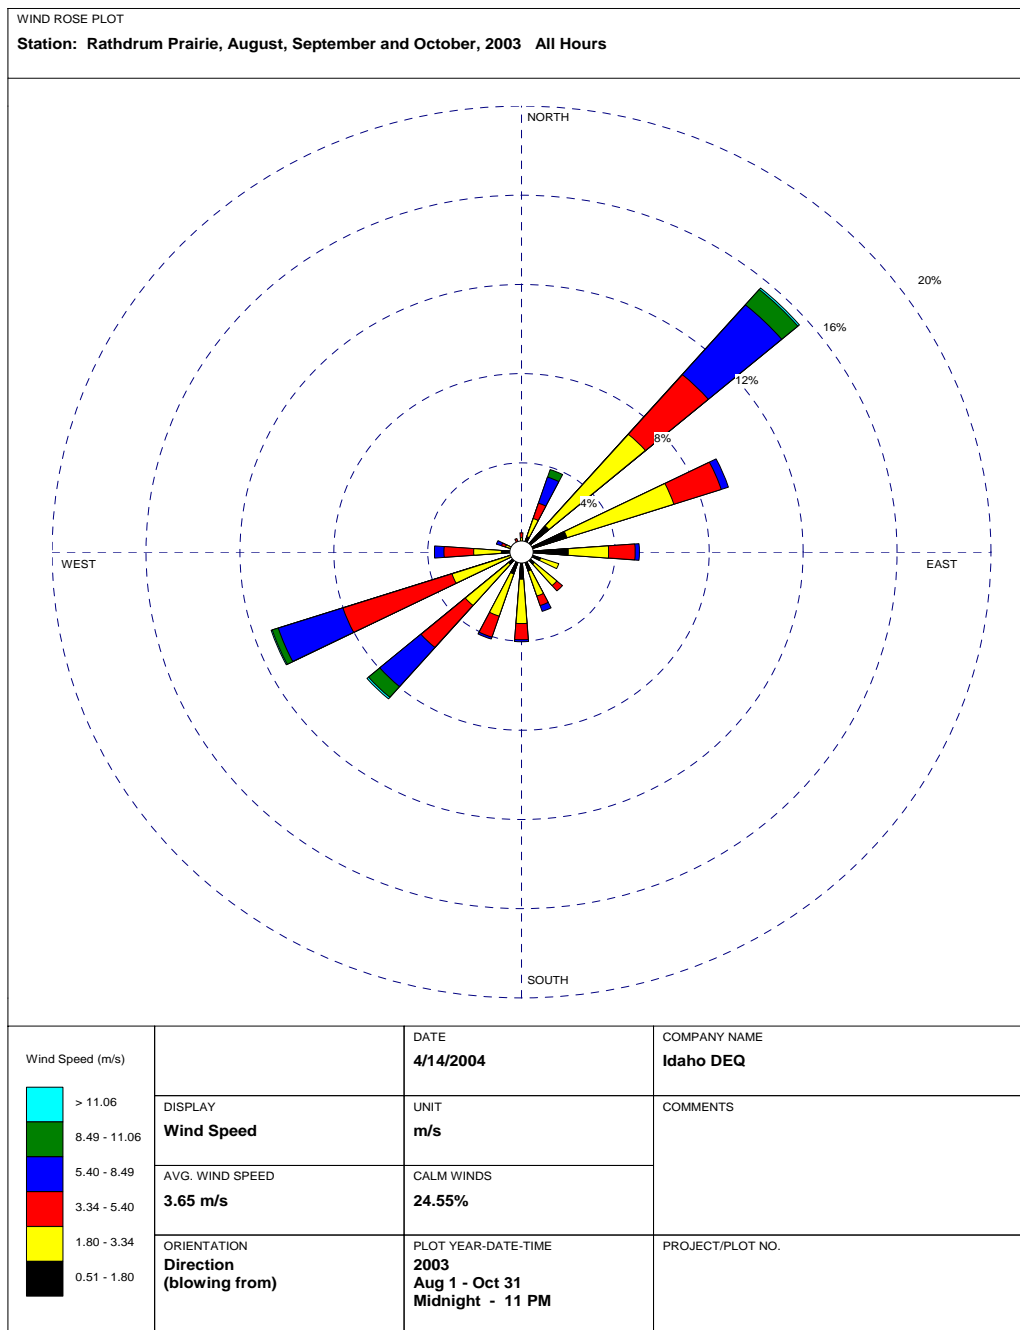 WIND ROSE PLOT
Station: Rathdrum Prairie, August, September and October, 2003 All Hours
NORTH
20%
16%
12%
8%
4%
WEST
EAST
SOUTH
Wind Speed (m/s)
> 11.06
8.49 - 11.06
5.40 - 8.49
3.34 - 5.40
1.80 - 3.34
0.51 - 1.80
DATE
4/14/2004
COMPANY NAME
Idaho DEQ
DISPLAY
Wind Speed
UNIT
m/s
COMMENTS
AVG. WIND SPEED
3.65 m/s
CALM WINDS
24.55%
ORIENTATION
Direction
(blowing from)
PLOT YEAR-DATE-TIME
2003
Aug 1 - Oct 31
Midnight - 11 PM
PROJECT/PLOT NO.